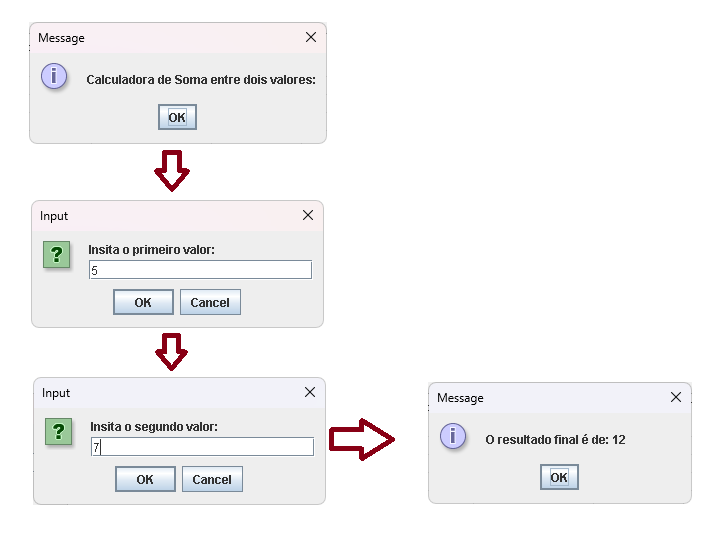 Message
Calculadora de Soma entre dois valores:
OK
Input
Insita o primeiro valor:
5
OK Cancel
Input
Insita o segundo valor:
7
OK Cancel
Message
O resultado final é de: 12
OK